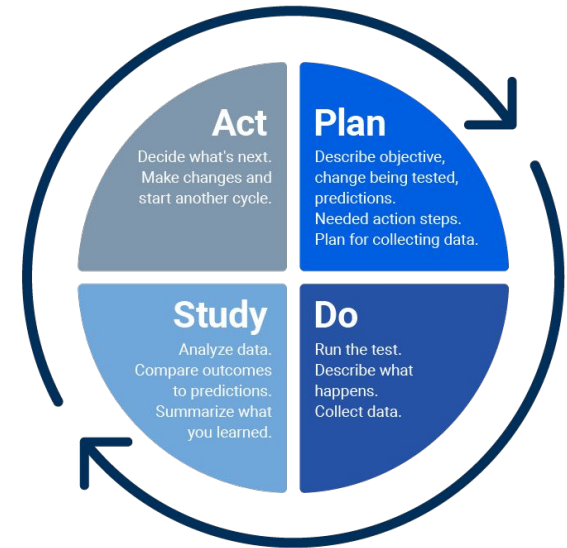 Act
Decide what's next.
Make changes and
start another cycle.
Plan
Describe objective,
change being tested,
predictions.
Needed action steps.
Plan for collecting data.
Study
Analyze data.
Compare outcomes
to predictions.
Summarize what
you learned.
Do
Run the test.
Describe what
happens.
Collect data.